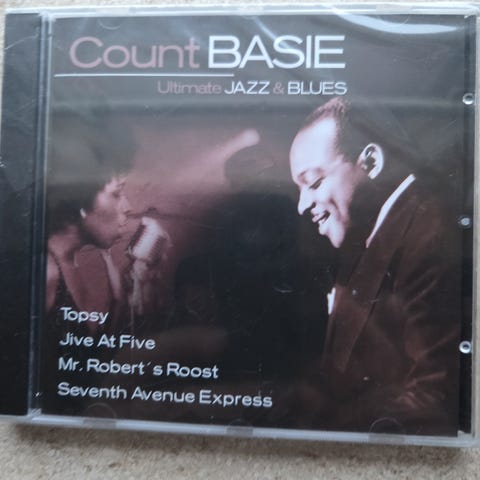 Count BASIE
Ultimate JAZZ & BLUES
Topsy
Jive At Five
Mr. Robert´s Roost
Seventh Avenue Express